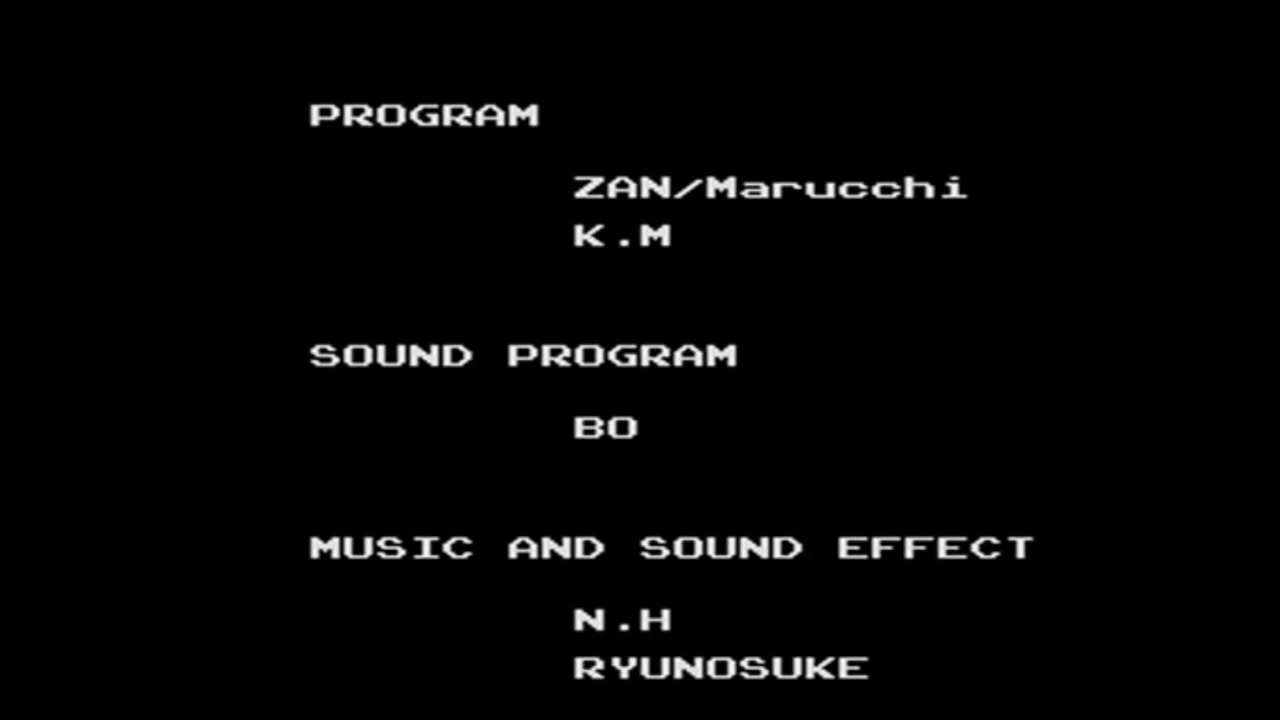 PROGRAM
ZAN/Marucchi
K.M
SOUND PROGRAM
BO
MUSIC AND SOUND EFFECT
N.H
RYUNOSUKE